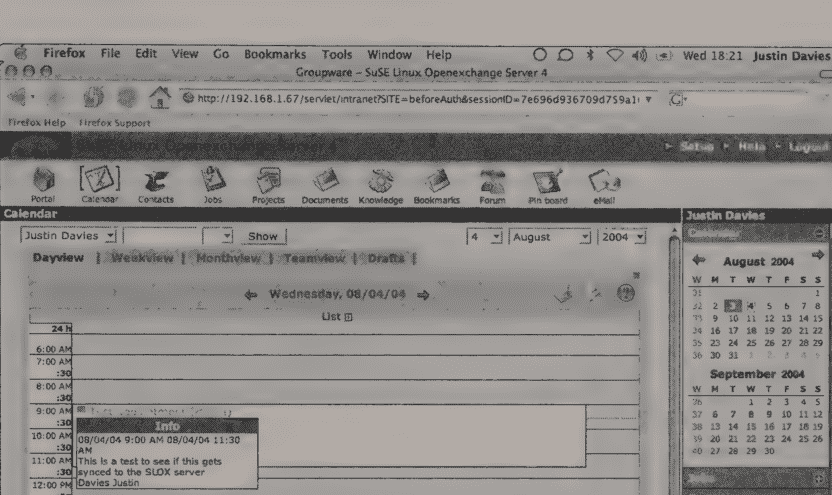 Firefox File Edit View Go Bookmarks Tools Window Help Wed 18:21 Justin Davies
Groupware – SuSE Linux Openexchange Server 4
http://192.168.1.67/servlet/intranet?SITE=beforeAuth&sessionID=7e696d936709d759a1
G
Firefox Help Firefox Support
SuSE Linux Openexchange Server 4 Setup Help Logout
Portal Calendar Contacts Jobs Projects Documents Knowledge Bookmarks Forum Pin board eMail
Calendar Justin Davies
Justin Davies Show 4 August 2004
Dayview | Weekview | Monthview | Teamview | Drafts |
Wednesday, 08/04/04
List
24 h
6:00 AM
7:00 AM
:30
8:00 AM
:30
9:00 AM
:30
10:00 AM
:30
11:00 AM
:30
12:00 PM
Info
08/04/04 9:00 AM 08/04/04 11:30
AM
This is a test to see if this gets
synced to the SLOX server
Davies Justin
August 2004
W M T W T F S S
31 1
32 2 3 4 5 6 7 8
33 9 10 11 12 13 14 15
34 16 17 18 19 20 21 22
35 23 24 25 26 27 28 29
36 30 31 1 2 3 4 5
September 2004
W M T W T F S S
36 1 2 3 4 5
37 6 7 8 9 10 11 12
38 13 14 15 16 17 18 19
39 20 21 22 23 24 25 26
40 27 28 29 30